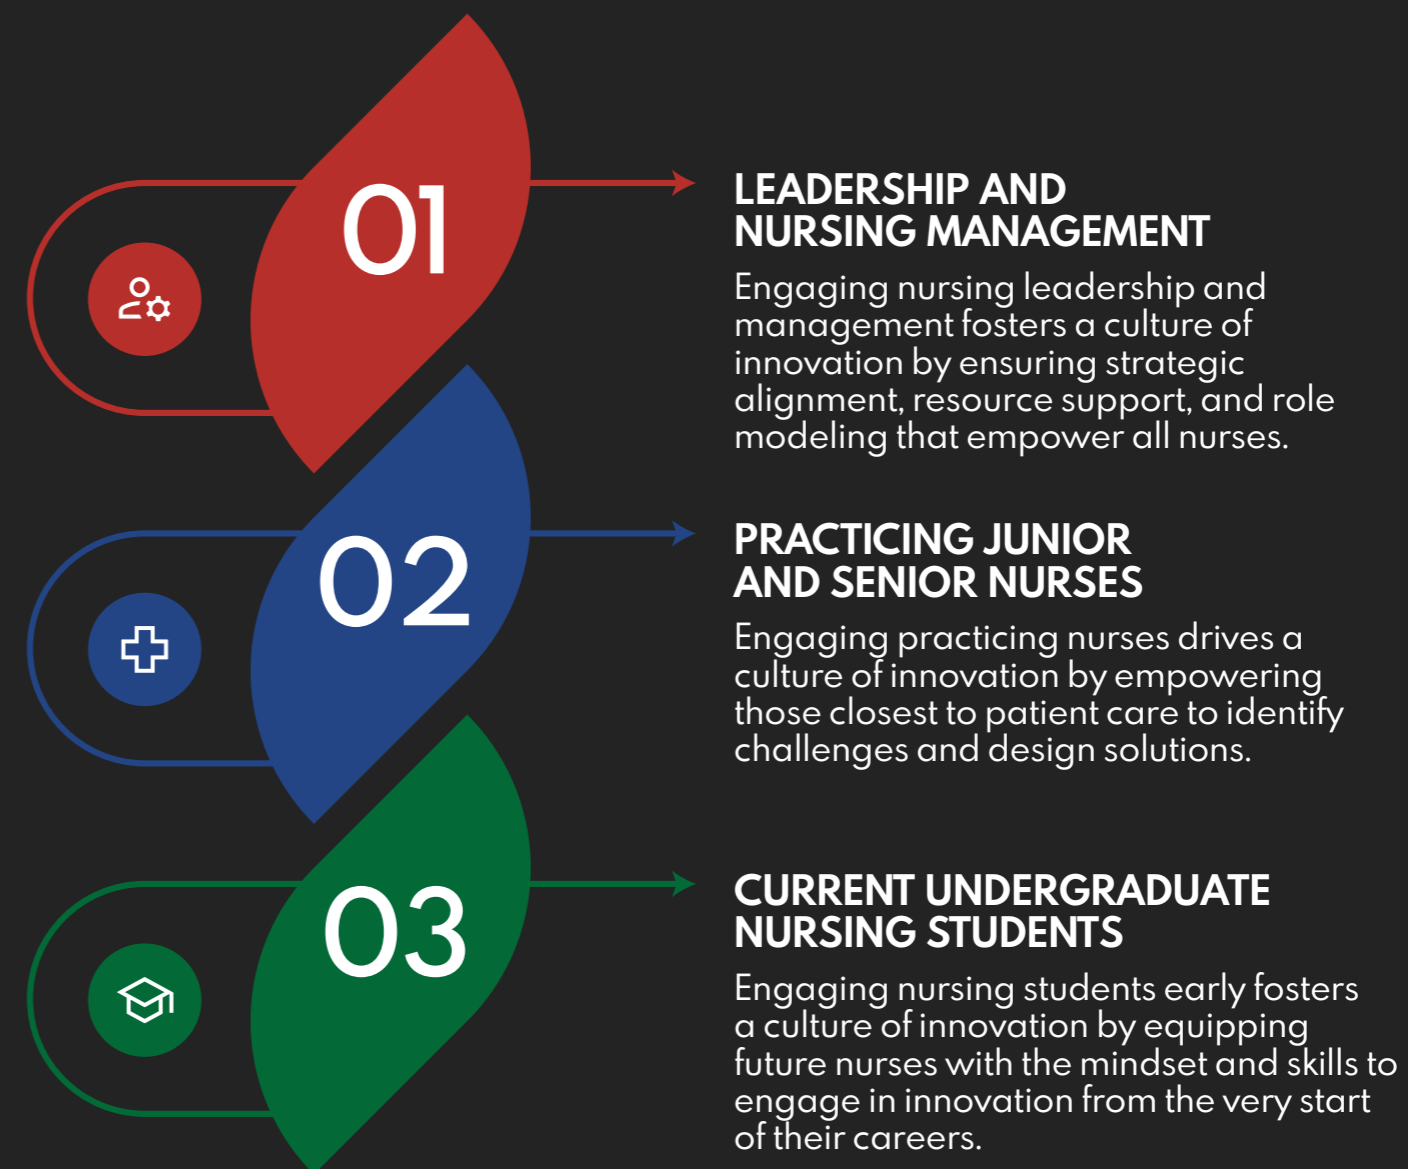 01
LEADERSHIP AND
NURSING MANAGEMENT
Engaging nursing leadership and
management fosters a culture of
innovation by ensuring strategic
alignment, resource support, and role
modeling that empower all nurses.
02
PRACTICING JUNIOR
AND SENIOR NURSES
Engaging practicing nurses drives a
culture of innovation by empowering
those closest to patient care to identify
challenges and design solutions.
03
CURRENT UNDERGRADUATE
NURSING STUDENTS
Engaging nursing students early fosters
a culture of innovation by equipping
future nurses with the mindset and skills to
engage in innovation from the very start
of their careers.